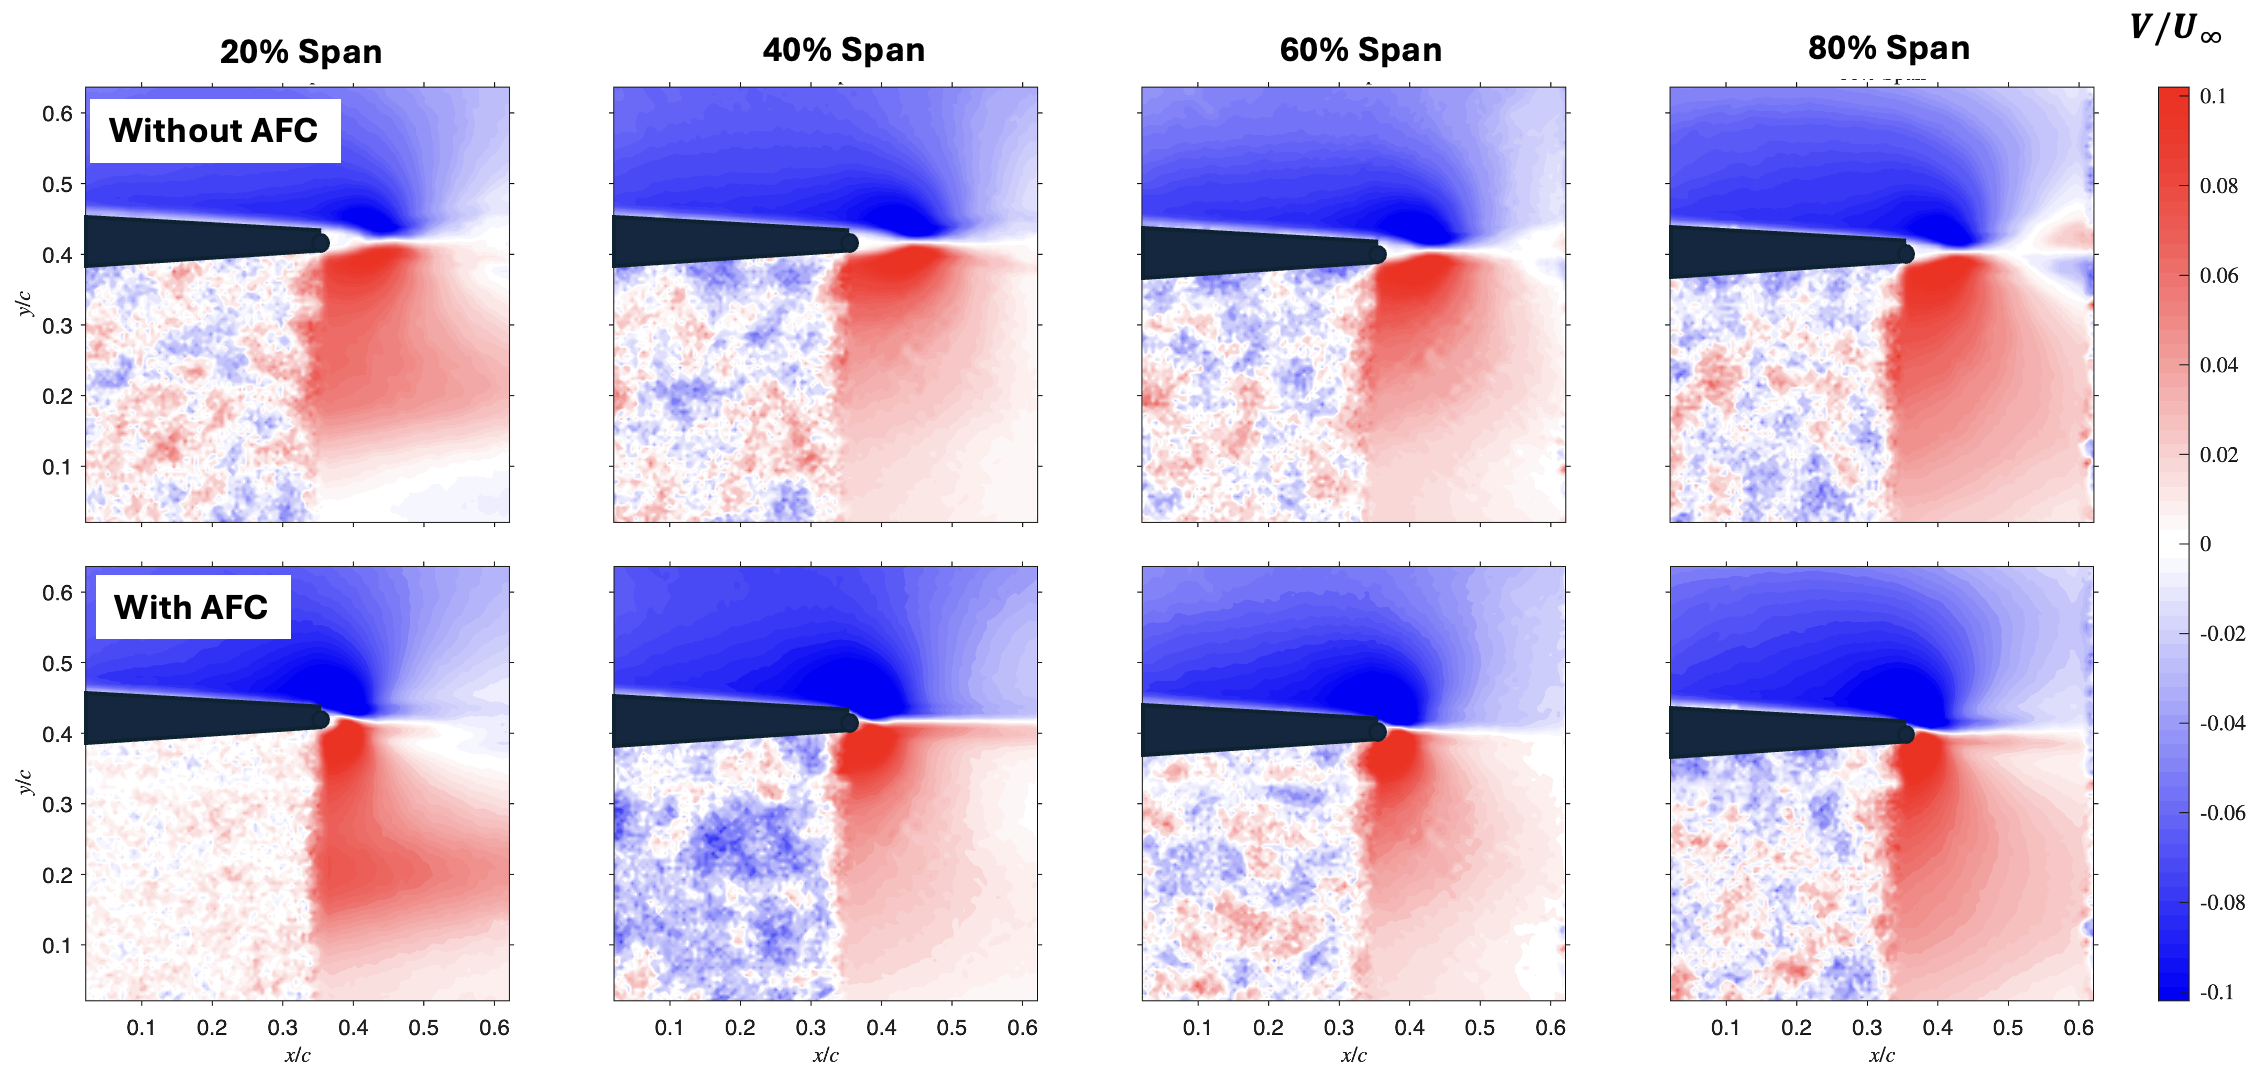 20% Span
40% Span
60% Span
80% Span
V/U∞
Without AFC
0.6
0.5
0.4
0.3
0.2
0.1
y/c
0.1
0.08
0.06
0.04
0.02
0
-0.02
-0.04
-0.06
-0.08
-0.1
With AFC
0.6
0.5
0.4
0.3
0.2
0.1
y/c
0.1 0.2 0.3 0.4 0.5 0.6
0.1 0.2 0.3 0.4 0.5 0.6
0.1 0.2 0.3 0.4 0.5 0.6
0.1 0.2 0.3 0.4 0.5 0.6
x/c
x/c
x/c
x/c